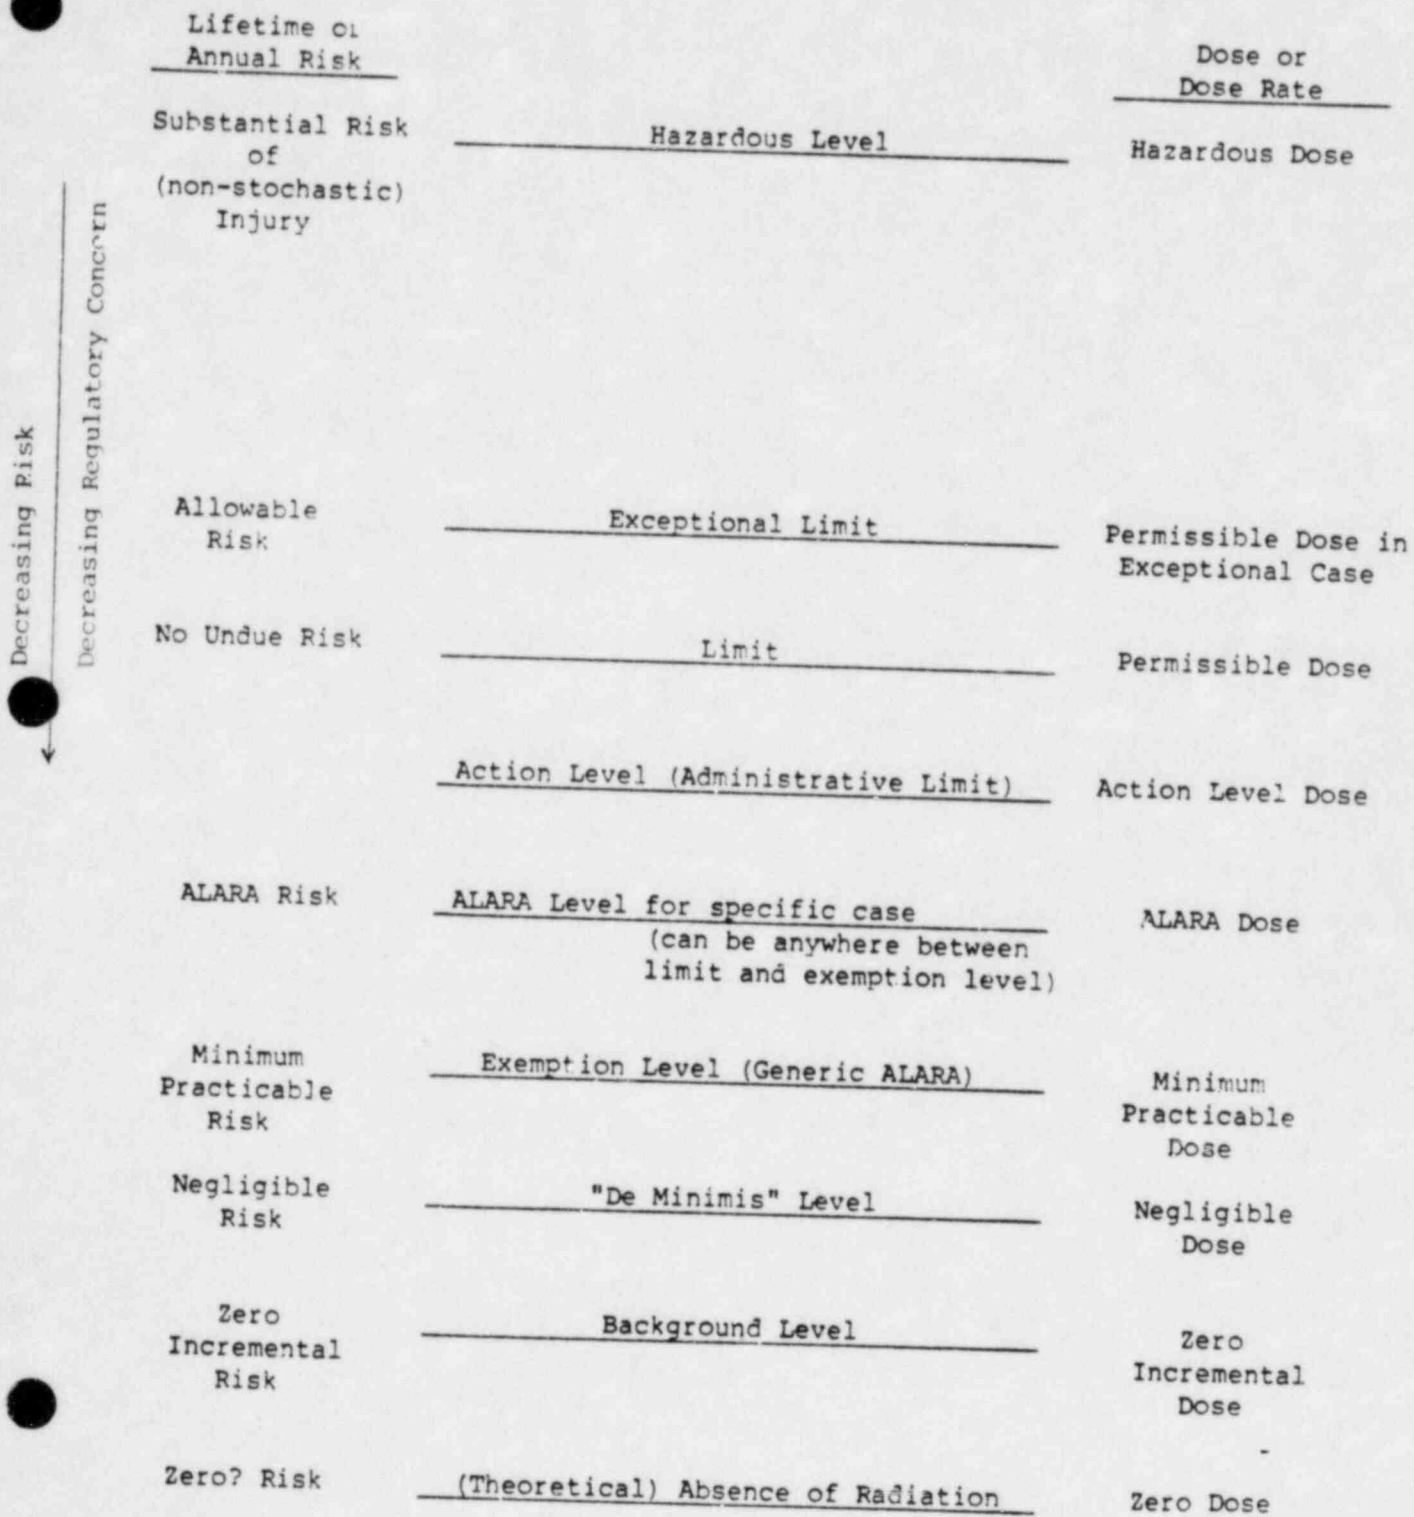 Lifetime or
Annual Risk
Dose or
Dose Rate
Substantial Risk
of
(non-stochastic)
Injury
Hazardous Level
Hazardous Dose
Decreasing Risk
Decreasing Regulatory Concern
Allowable
Risk
Exceptional Limit
Permissible Dose in
Exceptional Case
No Undue Risk
Limit
Permissible Dose
Action Level (Administrative Limit)
Action Level Dose
ALARA Risk
ALARA Level for specific case
(can be anywhere between
limit and exemption level)
ALARA Dose
Minimum
Practicable
Risk
Exemption Level (Generic ALARA)
Minimum
Practicable
Dose
Negligible
Risk
"De Minimis" Level
Negligible
Dose
Zero
Incremental
Risk
Background Level
Zero
Incremental
Dose
Zero? Risk
(Theoretical) Absence of Radiation
Zero Dose